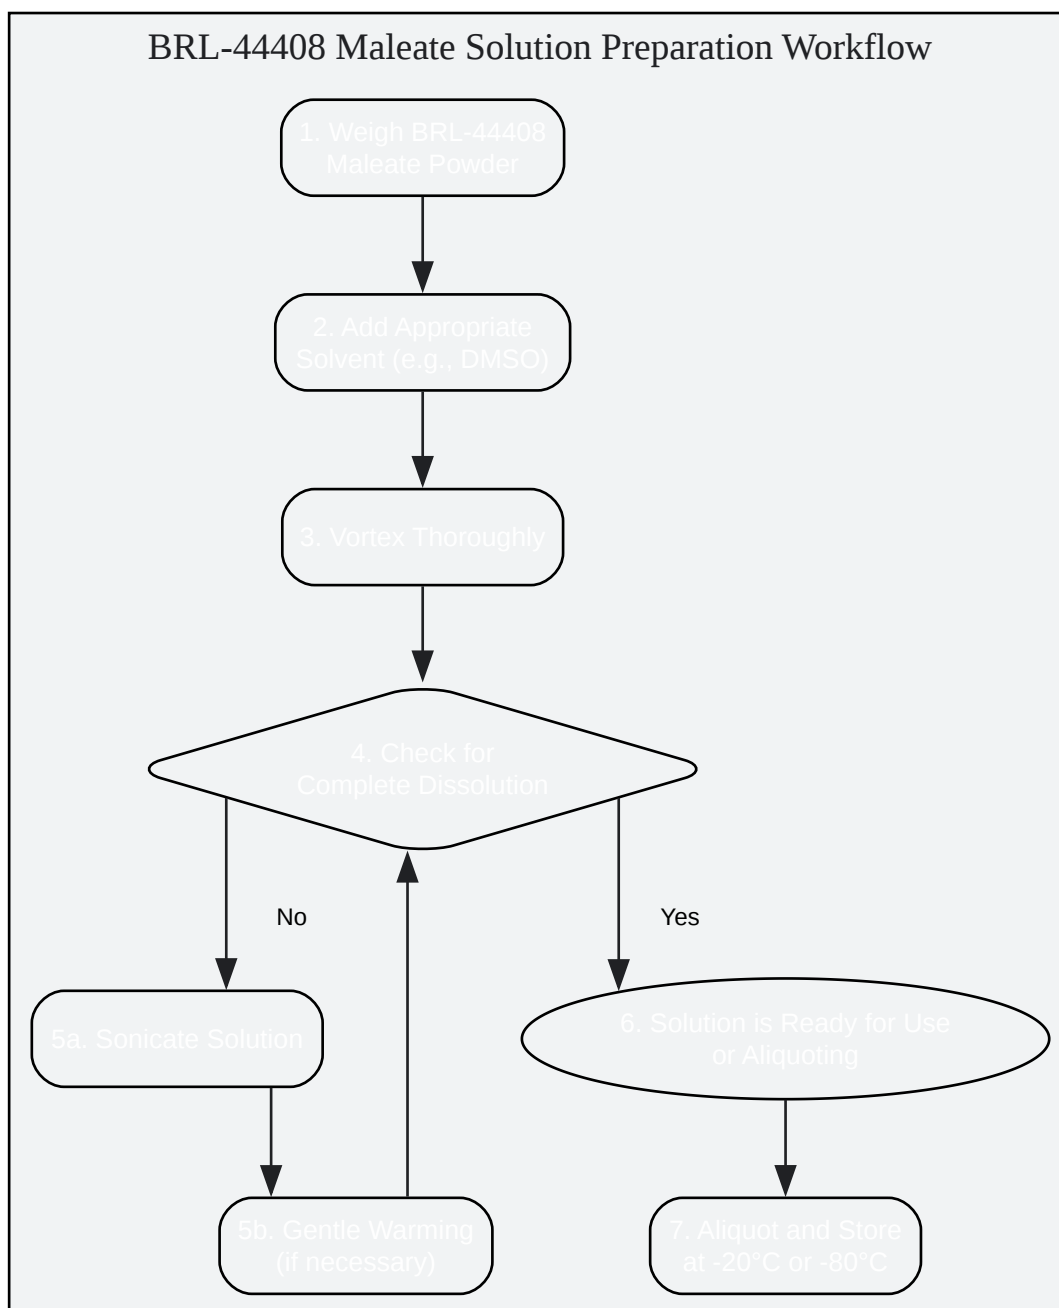 BRL-44408 Maleate Solution Preparation Workflow
1. Weigh BRL-44408
Maleate Powder
2. Add Appropriate
Solvent (e.g., DMSO)
3. Vortex Thoroughly
4. Check for
Complete Dissolution
No
Yes
5a. Sonicate Solution
6. Solution is Ready for Use
or Aliquoting
5b. Gentle Warming
(if necessary)
7. Aliquot and Store
at -20°C or -80°C